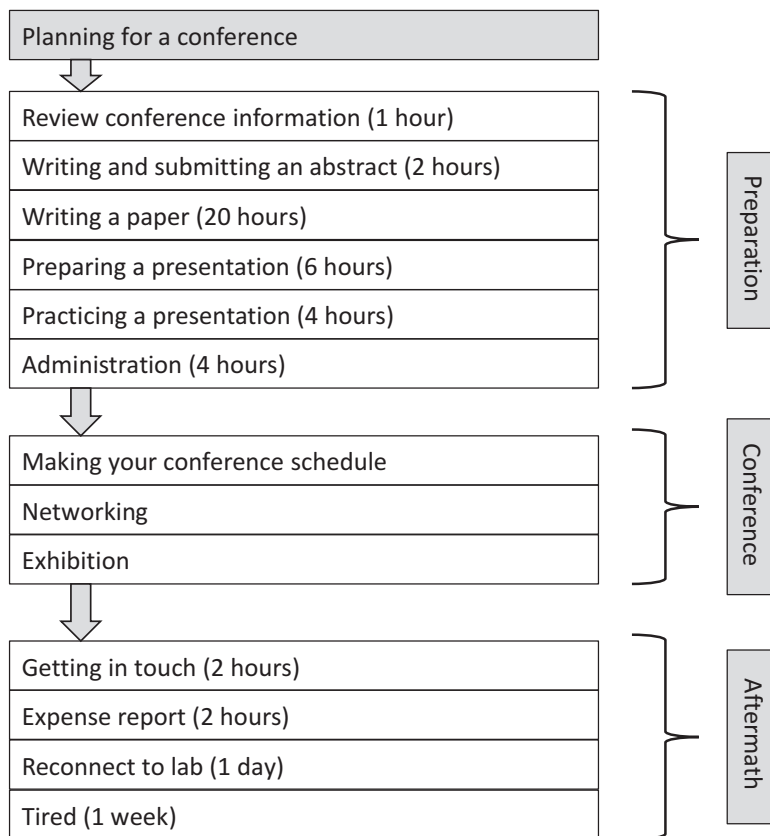 Planning for a conference
Review conference information (1 hour)
Writing and submitting an abstract (2 hours)
Writing a paper (20 hours)
Preparing a presentation (6 hours)
Practicing a presentation (4 hours)
Administration (4 hours)
Preparation
Making your conference schedule
Networking
Exhibition
Conference
Getting in touch (2 hours)
Expense report (2 hours)
Reconnect to lab (1 day)
Tired (1 week)
Aftermath